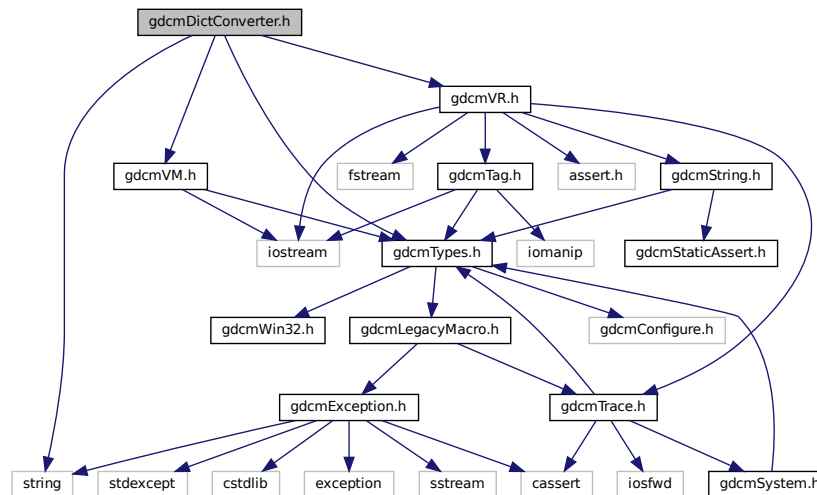 gdcmDictConverter.h
gdcmVR.h
gdcmVM.h
fstream
gdcmTag.h
assert.h
gdcmString.h
iostream
gdcmTypes.h
iomanip
gdcmStaticAssert.h
gdcmWin32.h
gdcmLegacyMacro.h
gdcmConfigure.h
gdcmException.h
gdcmTrace.h
string
stdexcept
cstdlib
exception
sstream
cassert
iosfwd
gdcmSystem.h